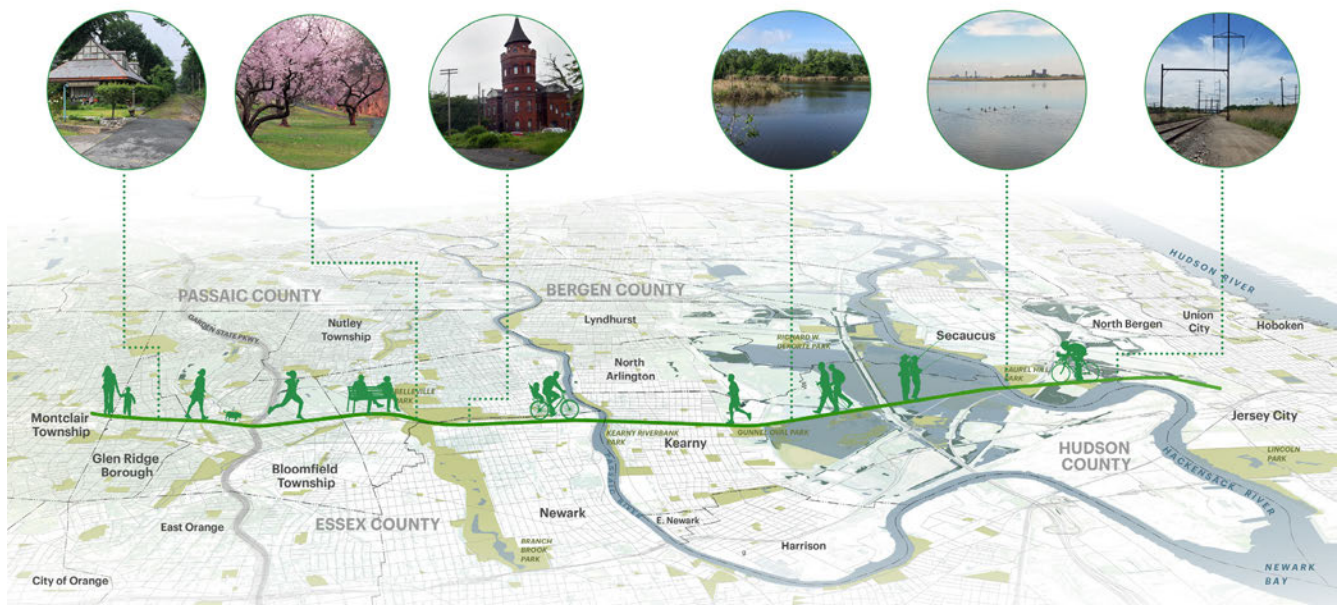 PASSAIC COUNTY
BERGEN COUNTY
HUDSON RIVER
GARDEN STATE PKWY.
Nutley
Township
Lyndhurst
RICHARD W.
DEKORTE PARK
Secaucus
North Bergen
Union
City
Hoboken
North
Arlington
BELLEVILLE
PARK
LAUREL HILL
PARK
Montclair
Township
Glen Ridge
Borough
Bloomfield
Township
KEARNY RIVERBANK
PARK
Kearny
GUNNEL OVAL PARK
Jersey City
HUDSON
COUNTY
HACKENSACK RIVER
LINCOLN
PARK
East Orange
ESSEX COUNTY
Newark
E. Newark
Harrison
BRANCH
BROOK
PARK
City of Orange
NEWARK
BAY